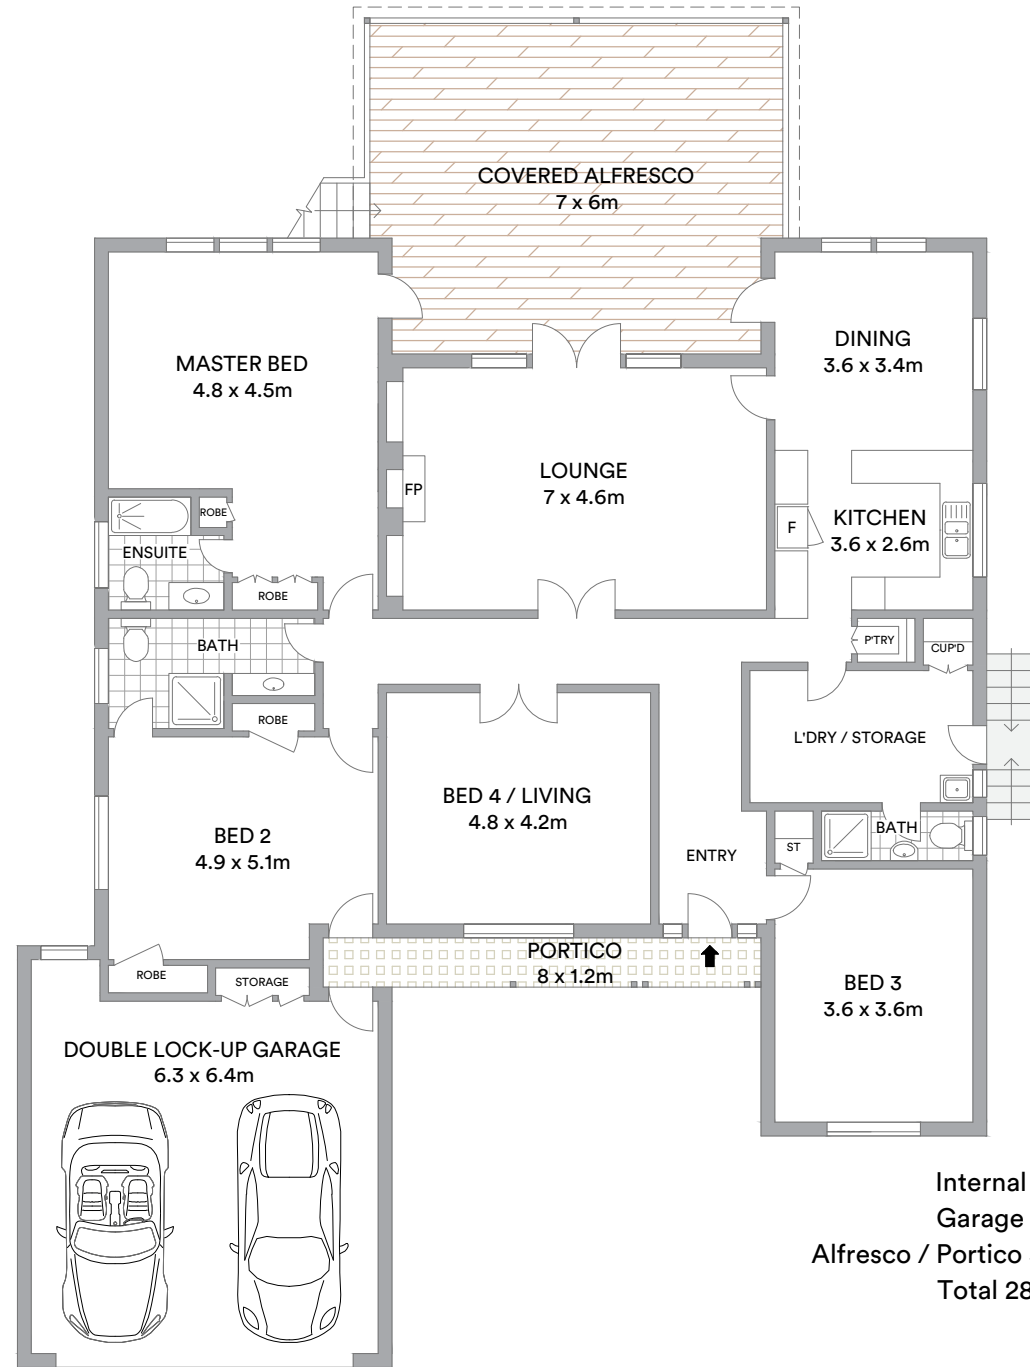 COVERED ALFRESCO
7 x 6m
MASTER BED
4.8 x 4.5m
DINING
3.6 x 3.4m
LOUNGE
7 x 4.6m
FP
ROBE
F
KITCHEN
3.6 x 2.6m
ENSUITE
ROBE
BATH
P'TRY
CUP'D
ROBE
L'DRY / STORAGE
BED 4 / LIVING
4.8 x 4.2m
BED 2
4.9 x 5.1m
BATH
ENTRY
ST
PORTICO
8 x 1.2m
ROBE
STORAGE
BED 3
3.6 x 3.6m
DOUBLE LOCK-UP GARAGE
6.3 x 6.4m
Internal
Garage
Alfresco / Portico
Total 28